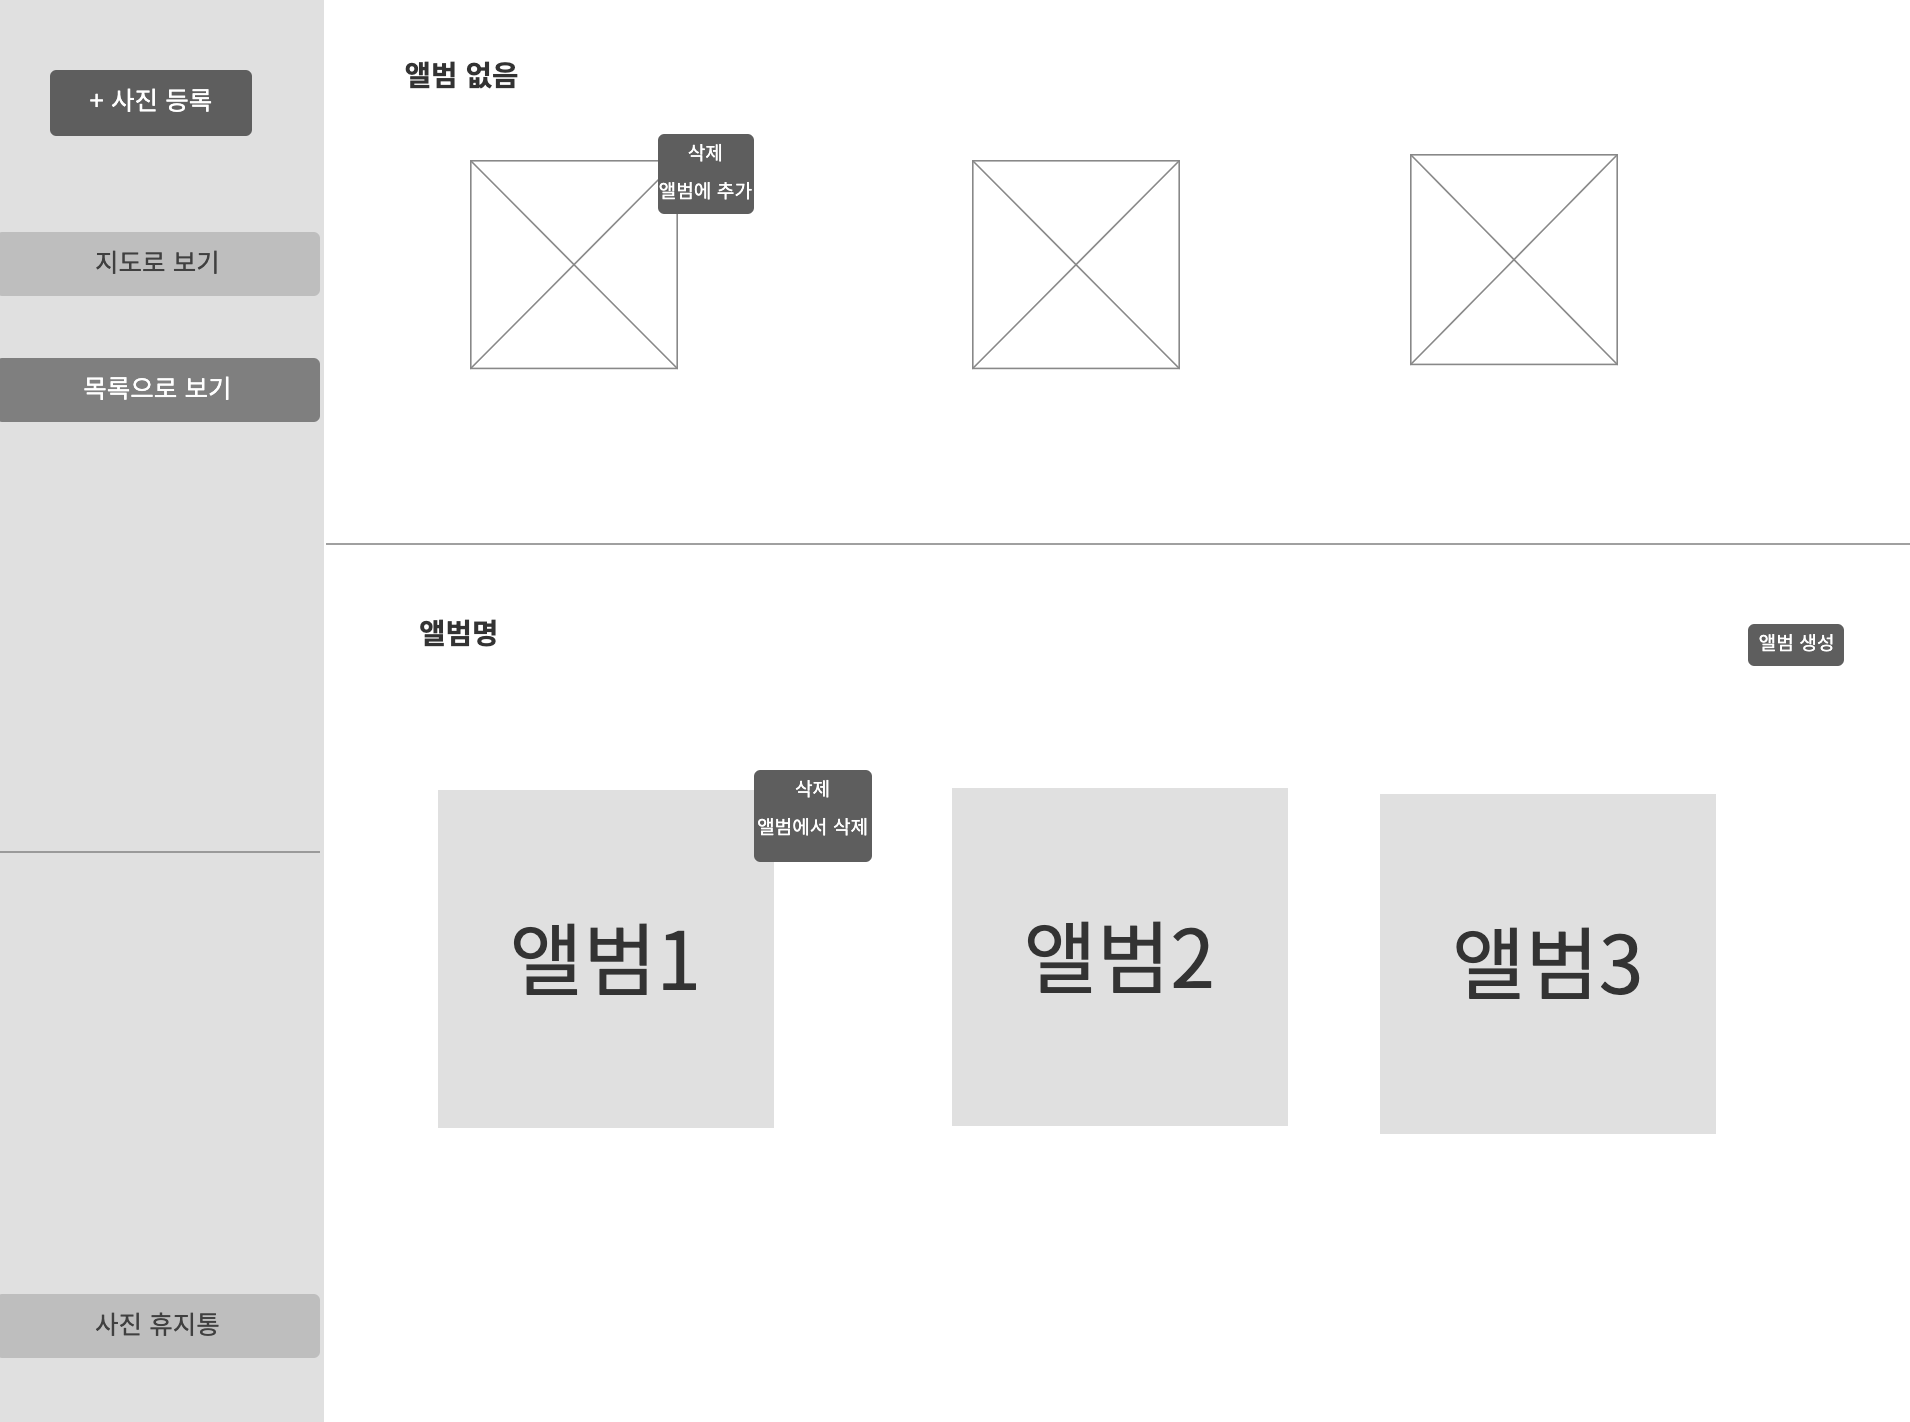 + 사진 등록
지도로 보기
목록으로 보기
사진 휴지통
앨범 없음
삭제
앨범에 추가
앨범명
앨범 생성
삭제
앨범에서 삭제
앨범1
앨범2
앨범3